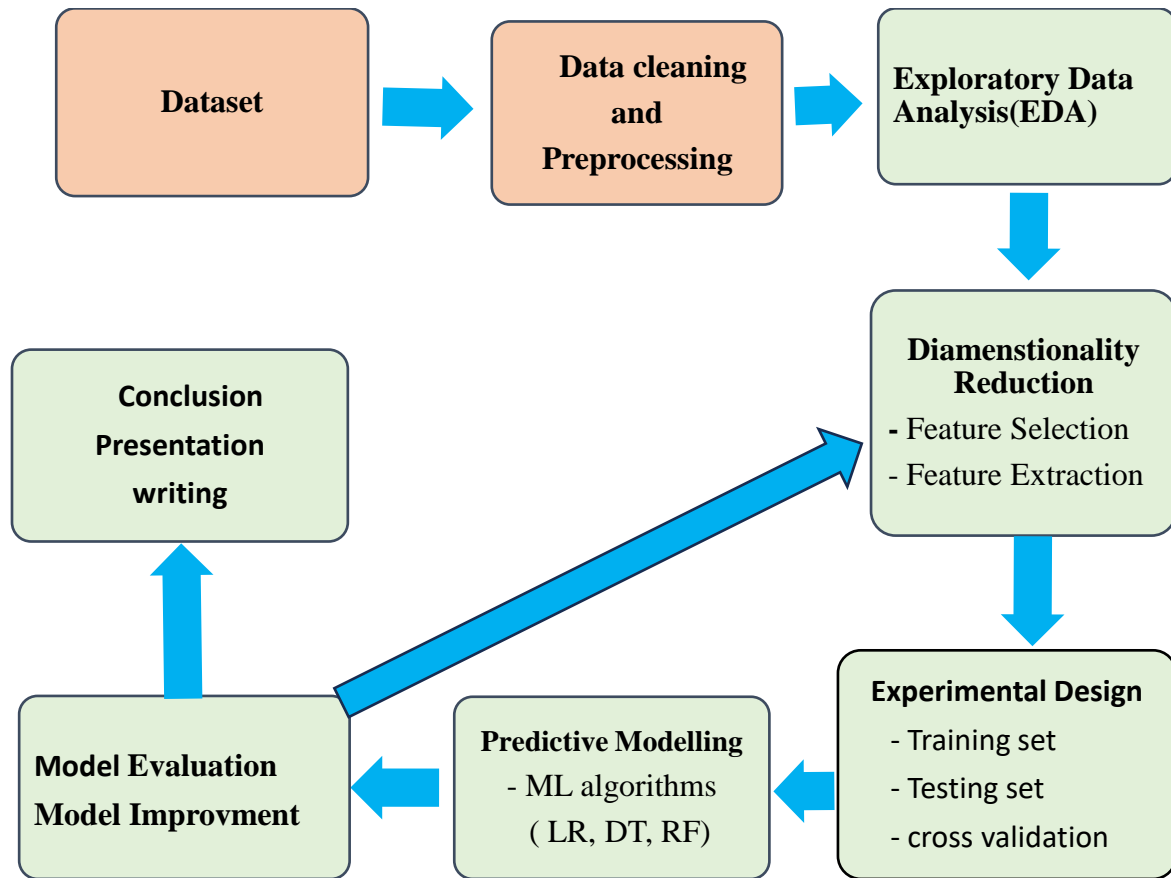 Dataset
Data cleaning
and
Preprocessing
Exploratory Data
Analysis(EDA)
Diamenstionality
Reduction
- Feature Selection
- Feature Extraction
Experimental Design
- Training set
- Testing set
- cross validation
Predictive Modelling
- ML algorithms
( LR, DT, RF)
Model Evaluation
Model Improvment
Conclusion
Presentation
writing